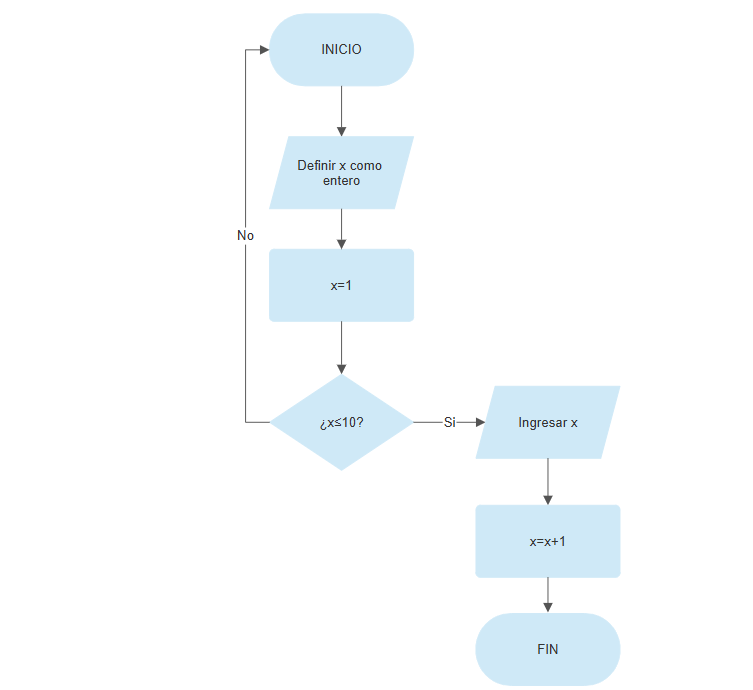 INICIO
Definir x como
entero
No
x=1
¿x≤10?
Si
Ingresar x
x=x+1
FIN